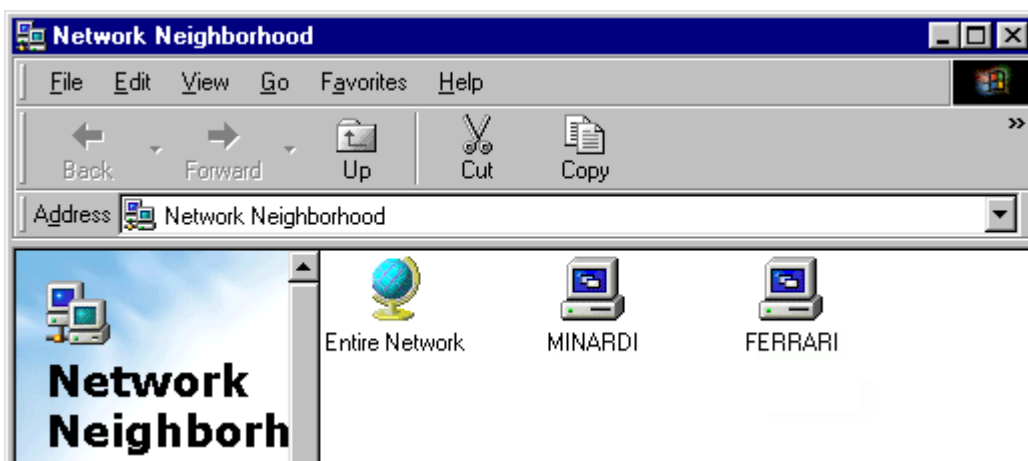 Network Neighborhood
File Edit View Go Favorites Help
Back Forward Up Cut Copy »
Address Network Neighborhood
Entire Network MINARDI FERRARI
Network
Neighborh